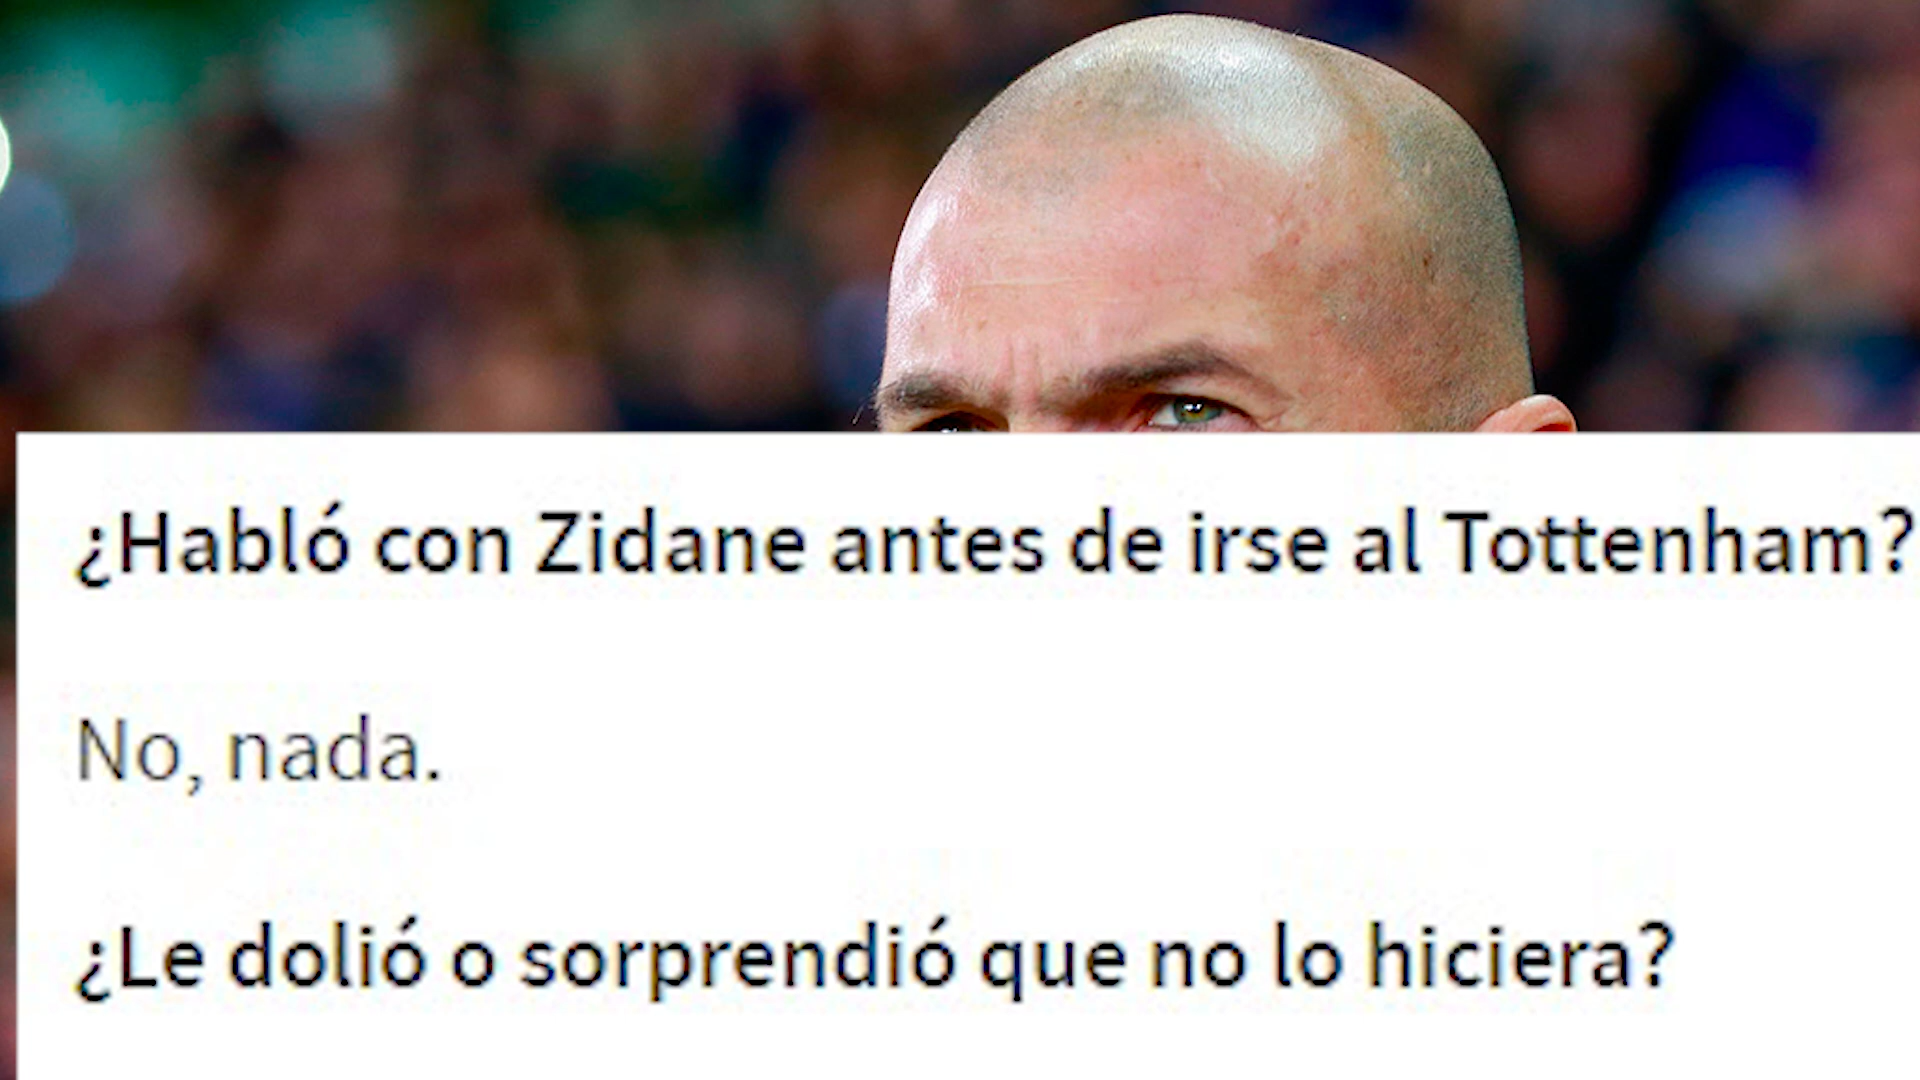 ¿Habló con Zidane antes de irse al Tottenham?
No, nada.
¿Le dolió o sorprendió que no lo hiciera?